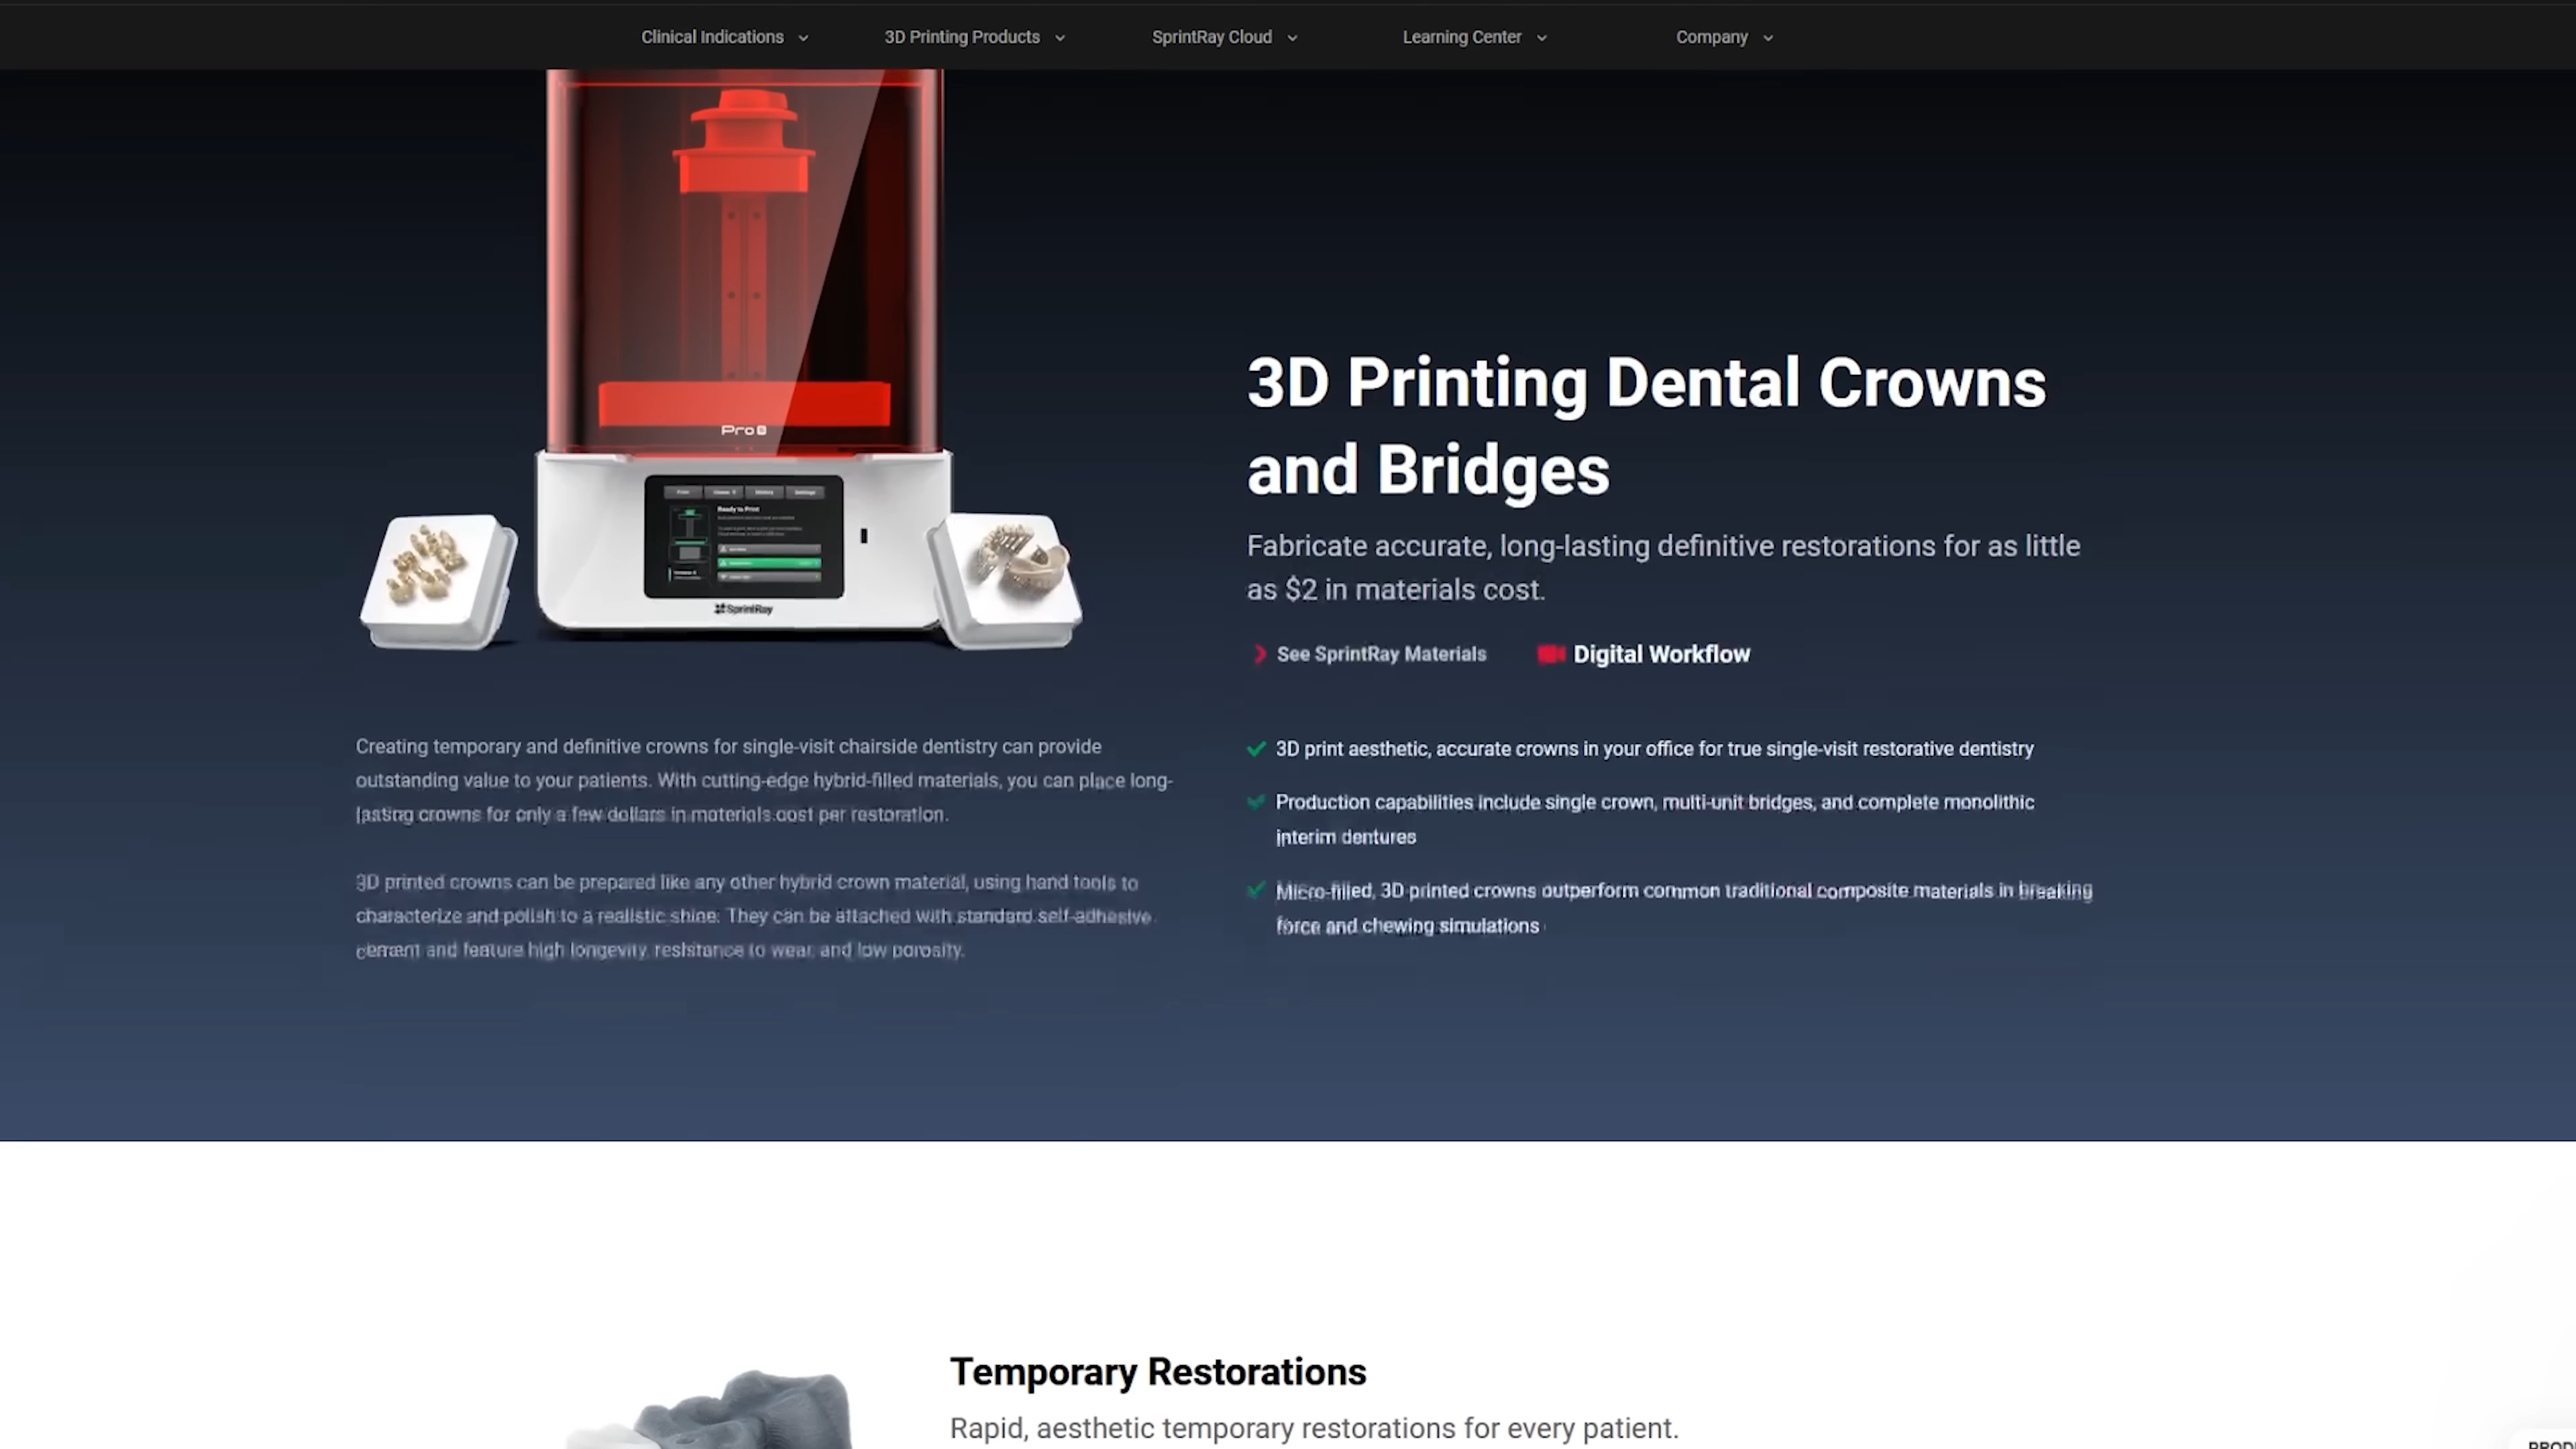 Clinical Indications
3D Printing Products
SprintRay Cloud
Learning Center
Company
Pro S
Ready to Print
SprintRay
3D Printing Dental Crowns
and Bridges
Fabricate accurate, long-lasting definitive restorations for as little
as $2 in materials cost.
See SprintRay Materials
Digital Workflow
Creating temporary and definitive crowns for single-visit chairside dentistry can provide
outstanding value to your patients. With cutting-edge hybrid-filled materials, you can place long-
lasting crowns for only a few dollars in materials cost per restoration.
3D printed crowns can be prepared like any other hybrid crown material, using hand tools to
characterize and polish to a realistic shine. They can be attached with standard self-adhesive
cement and feature high longevity, resistance to wear, and low porosity.
3D print aesthetic, accurate crowns in your office for true single-visit restorative dentistry
Production capabilities include single crown, multi-unit bridges, and complete monolithic
interim dentures
Micro-filled, 3D printed crowns outperform common traditional composite materials in breaking
force and chewing simulations
Temporary Restorations
Rapid, aesthetic temporary restorations for every patient.